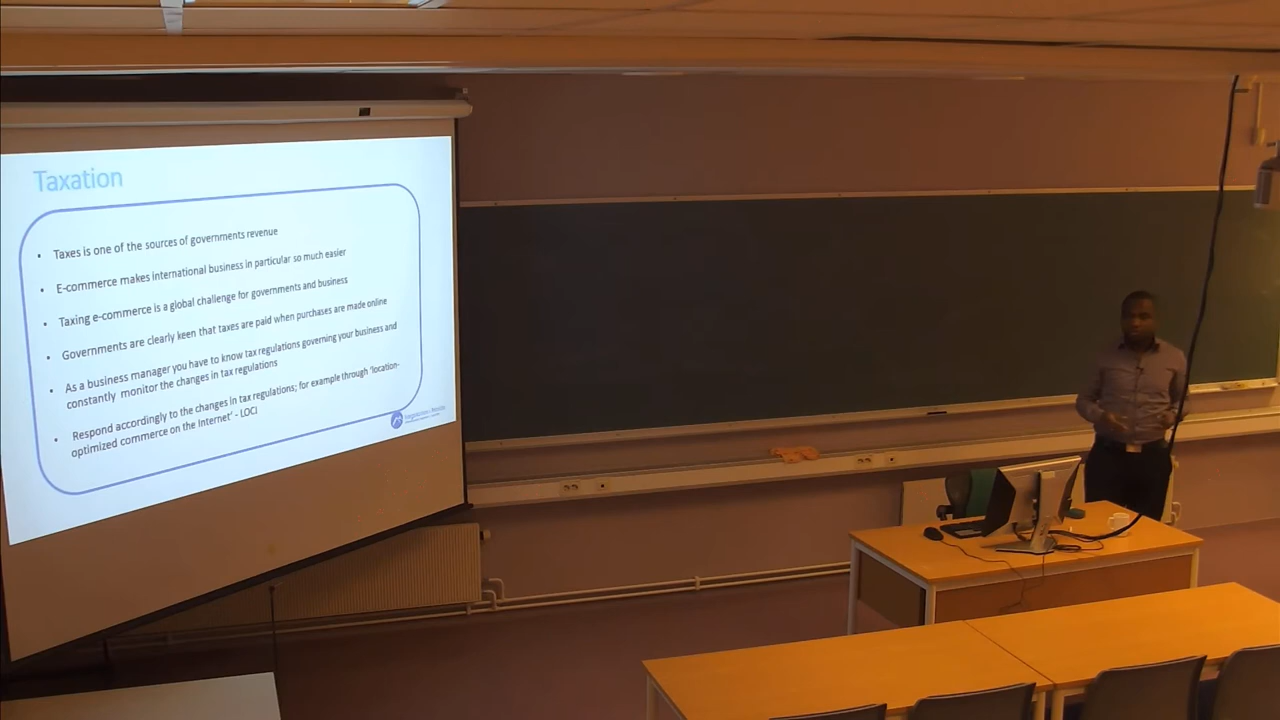 Taxation
• Taxes is one of the sources of governments revenue
• E-commerce makes international business in particular so much easier
• Taxing e-commerce is a global challenge for governments and business
• Governments are clearly keen that taxes are paid when purchases are made online
• As a business manager you have to know tax regulations governing your business and
constantly monitor the changes in tax regulations
• Respond accordingly to the changes in tax regulations; for example through 'location-
optimized commerce on the Internet' - LOCI